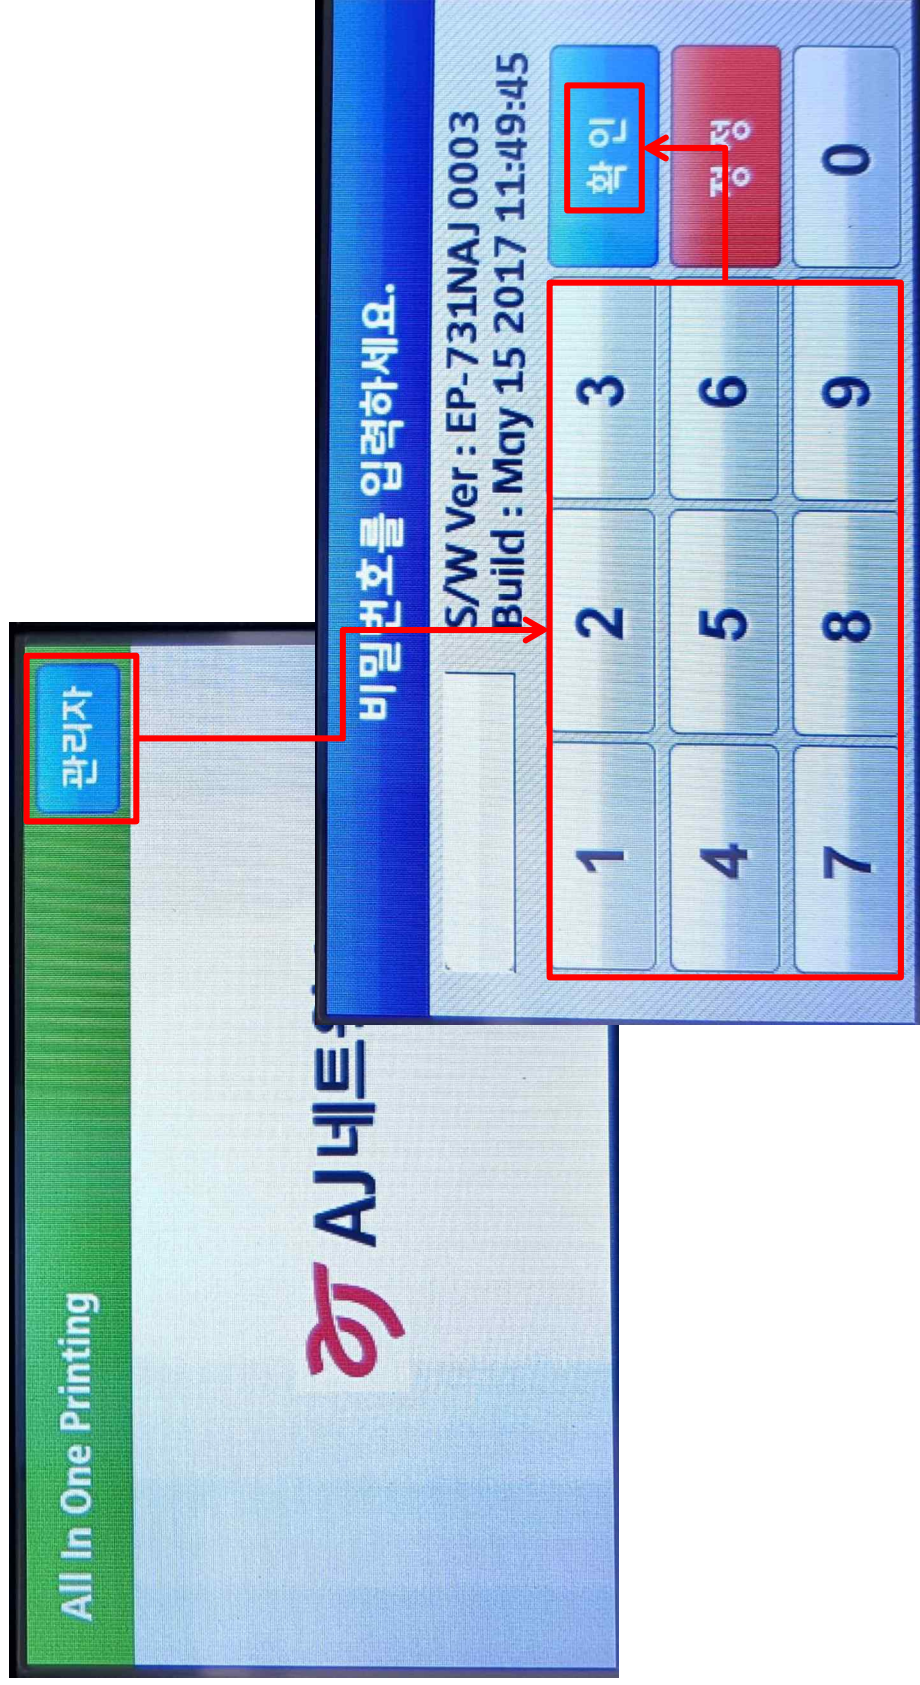 All In One Printing
관리자
AJ네트
비밀번호를 입력하세요.
S/W Ver : EP-731NAJ 0003
Build : May 15 2017 11:49:45
1 2 3 확인
4 5 6 정정
7 8 9 0